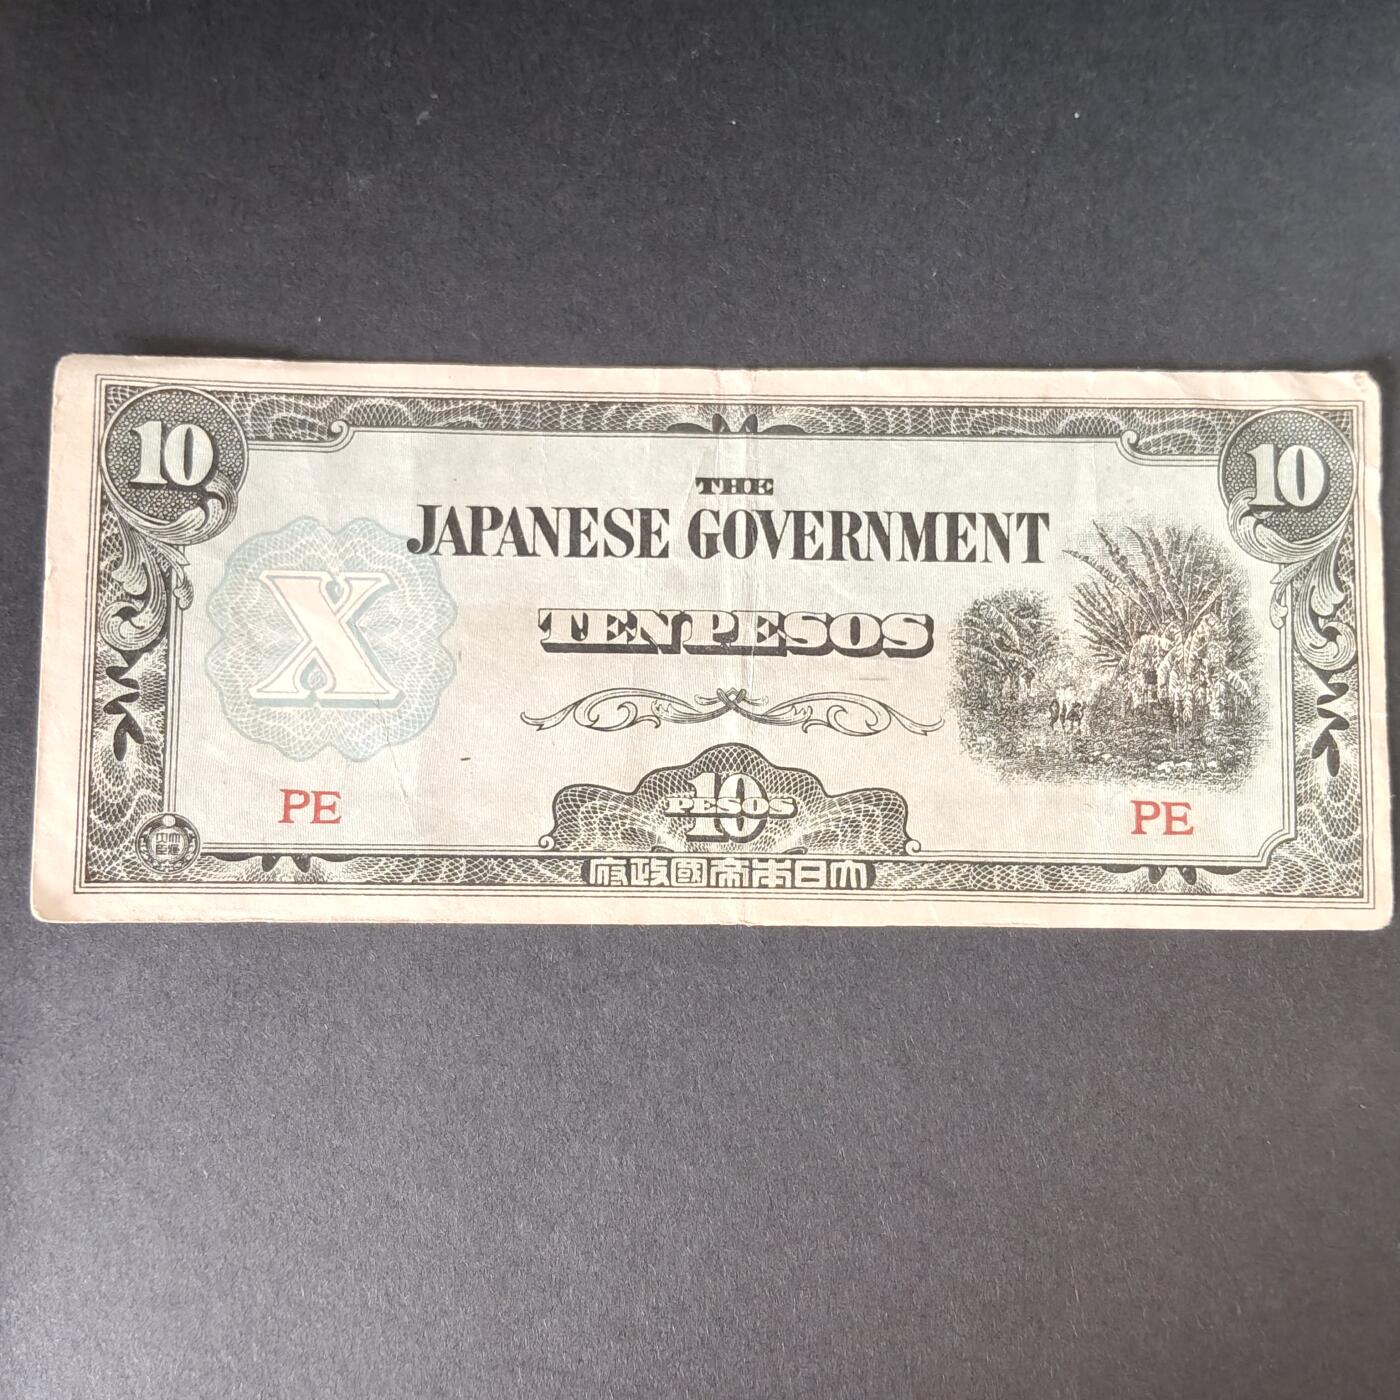 10
10
THE
JAPANESE GOVERNMENT
TEN PESOS
X
10
PESOS
PE
PE
府政國帝本日大